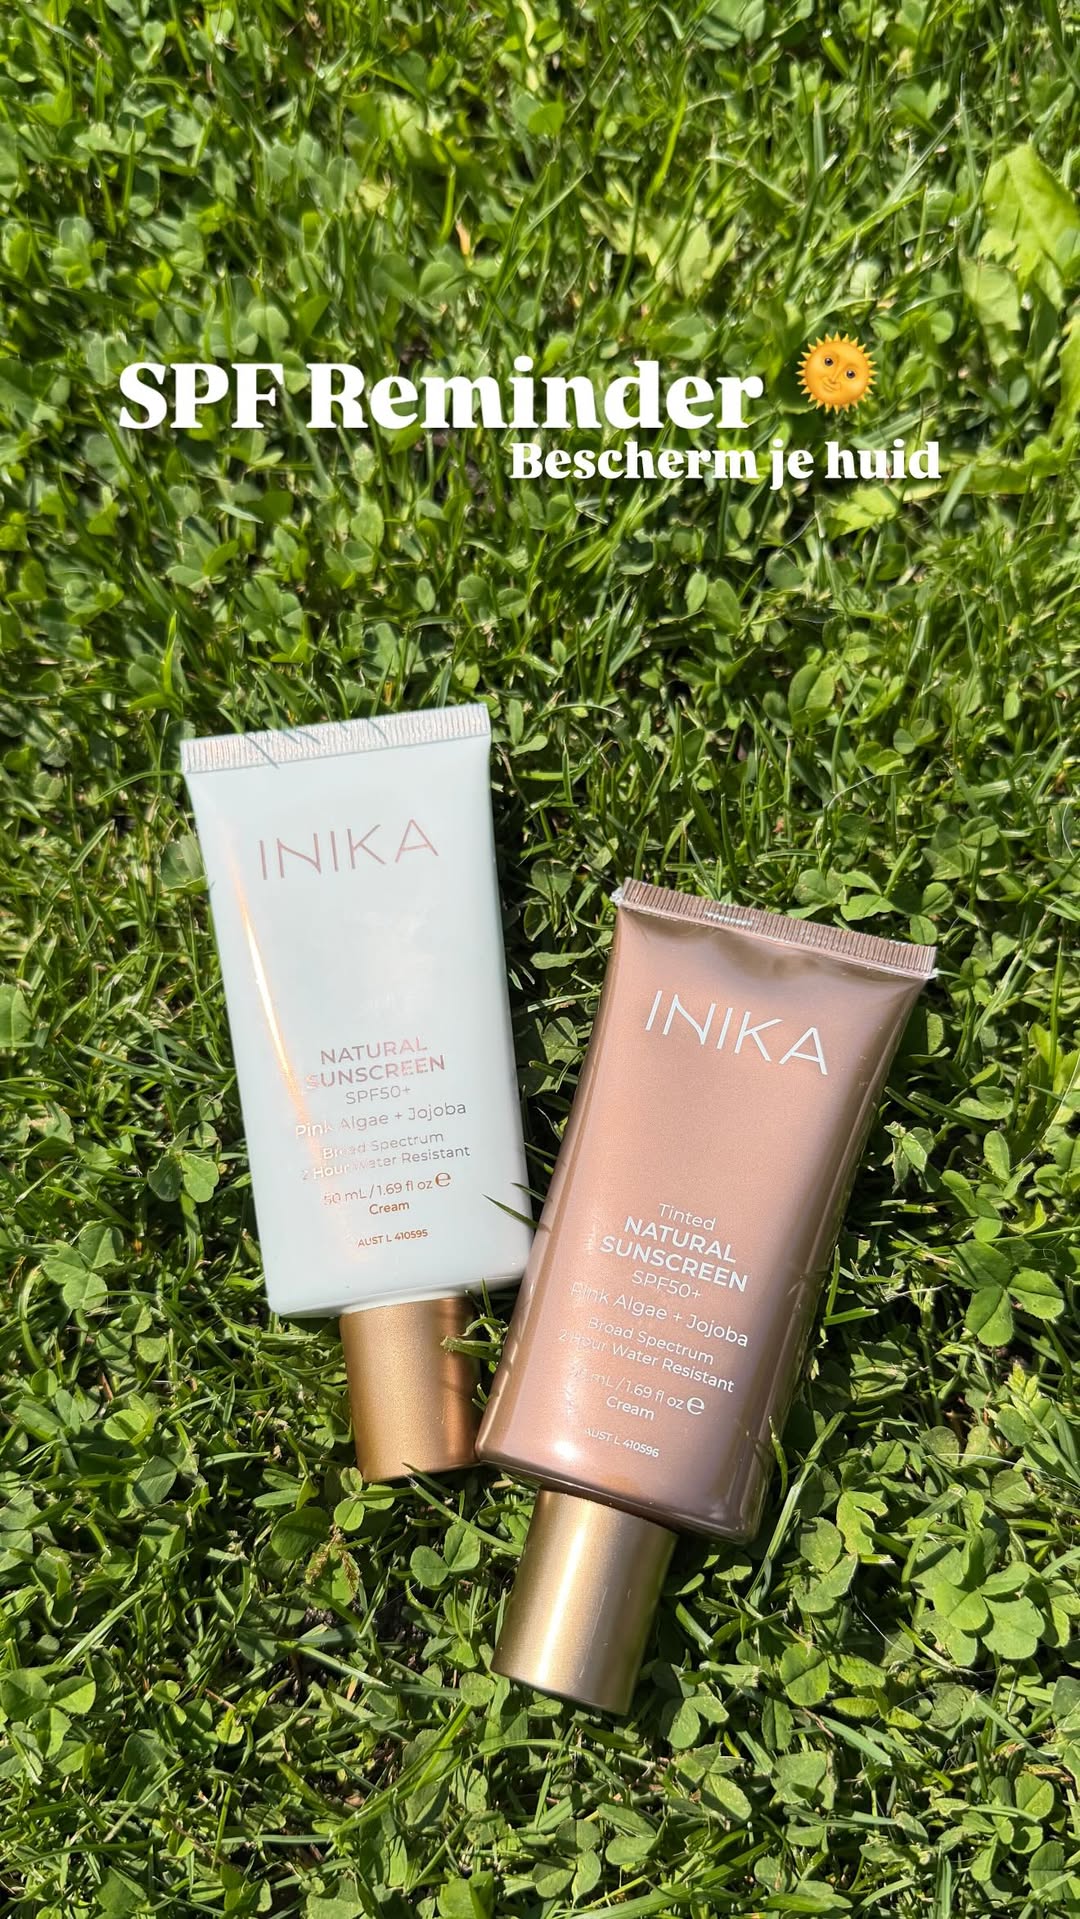 SPF Reminder 🌞
Bescherm je huid
INIKA
NATURAL
SUNSCREEN
SPF50+
Pink Algae + Jojoba
Broad Spectrum
2 Hour Water Resistant
50 mL / 1.69 fl oz ℮
Cream
AUST L 410595
INIKA
Tinted
NATURAL
SUNSCREEN
SPF50+
Pink Algae + Jojoba
Broad Spectrum
2 Hour Water Resistant
mL / 1.69 fl oz ℮
Cream
AUST L 410596